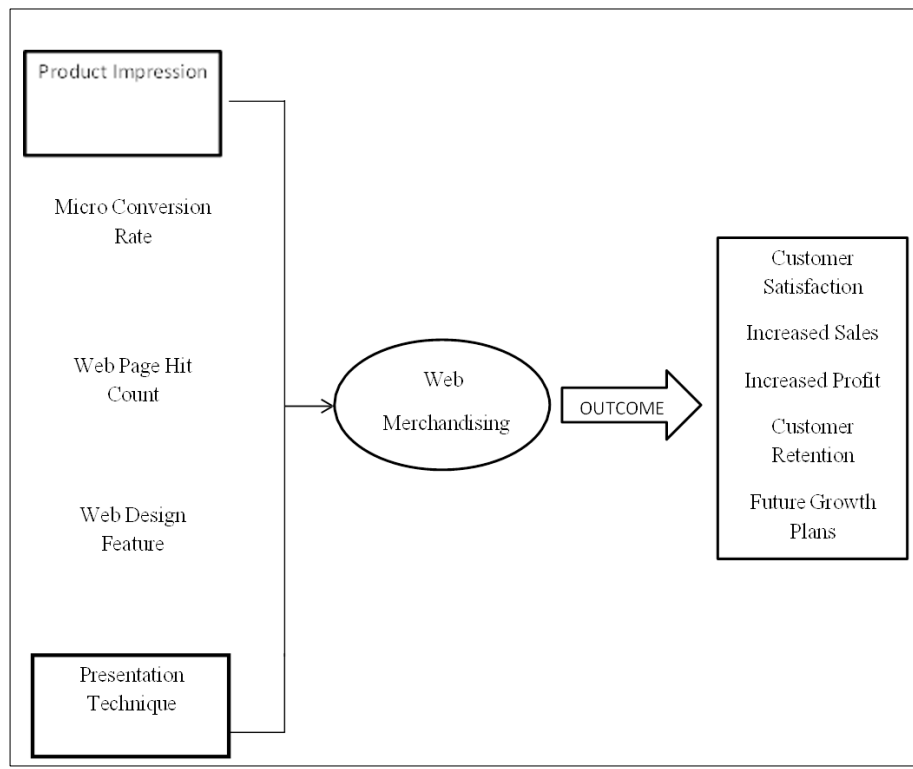 Product Impression
Micro Conversion
Rate
Web Page Hit
Count
Web Design
Feature
Presentation
Technique
Web
Merchandising
OUTCOME
Customer
Satisfaction
Increased Sales
Increased Profit
Customer
Retention
Future Growth
Plans